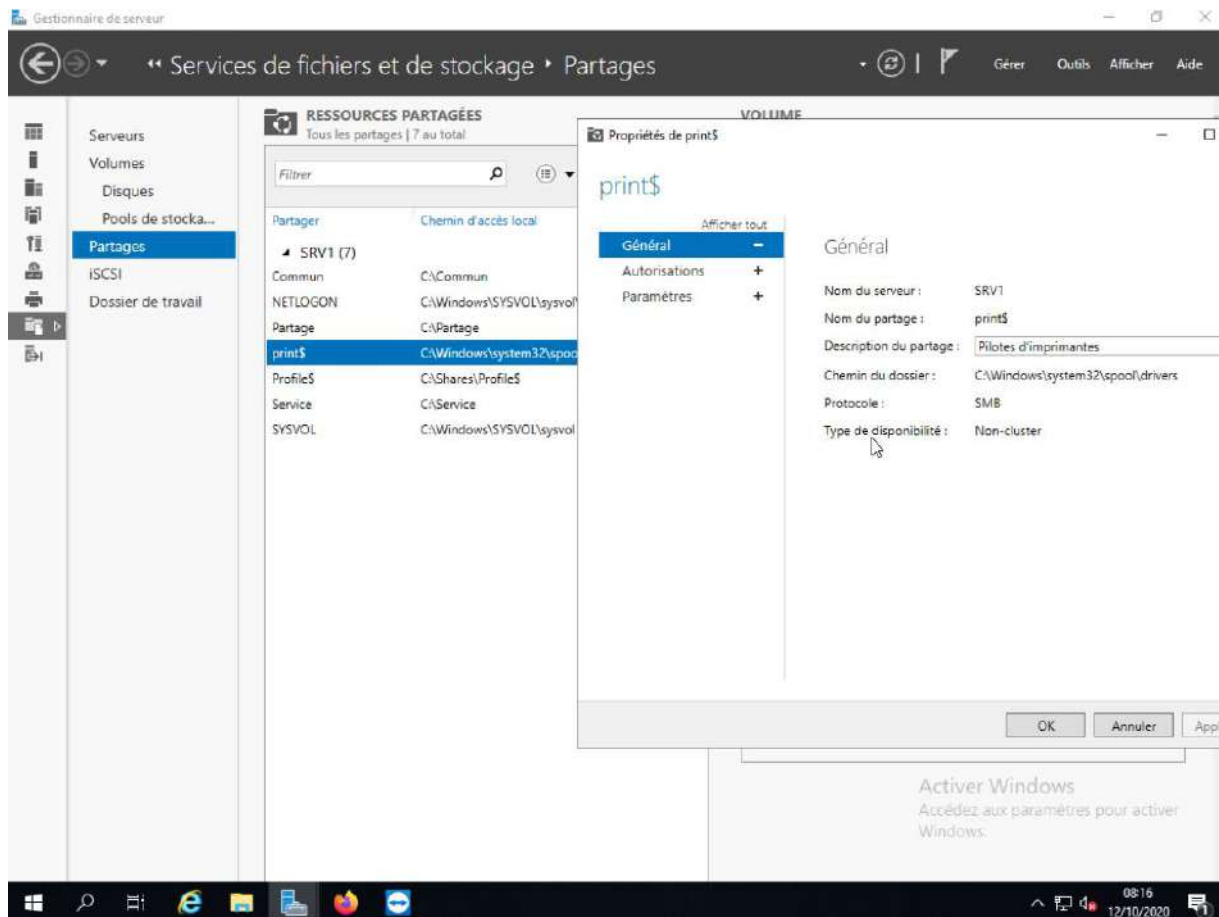 Gestionnaire de serveur
◂◂ Services de fichiers et de stockage ▸ Partages
Gérer Outils Afficher Aide
Serveurs
Volumes
Disques
Pools de stocka...
Partages
iSCSI
Dossier de travail
RESSOURCES PARTAGÉES
Tous les partages | 7 au total
Filtrer
Partager Chemin d'accès local
SRV1 (7)
Commun C:\Commun
NETLOGON C:\Windows\SYSVOL\sysvol\
Partage C:\Partage
print$ C:\Windows\system32\spoo
Profile$ C:\Shares\Profile$
Service C:\Service
SYSVOL C:\Windows\SYSVOL\sysvol
VOLUME
Propriétés de print$
print$
Afficher tout
Général −
Autorisations +
Paramètres +
Général
Nom du serveur : SRV1
Nom du partage : print$
Description du partage : Pilotes d'imprimantes
Chemin du dossier : C:\Windows\system32\spool\drivers
Protocole : SMB
Type de disponibilité : Non-cluster
OK Annuler App
Activer Windows
Accédez aux paramètres pour activer
Windows.
08:16
12/10/2020